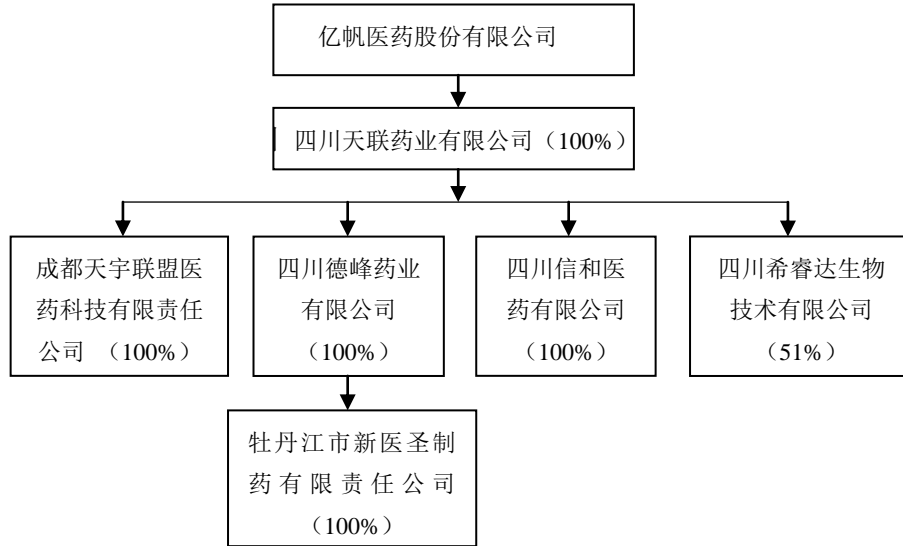 亿帆医药股份有限公司
四川天联药业有限公司（100%）
成都天宇联盟医
药科技有限责任
公司 （100%）
四川德峰药业
有限公司
（100%）
四川信和医
药有限公司
（100%）
四川希睿达生物
技术有限公司
（51%）
牡丹江市新医圣制
药有限责任公司
（100%）